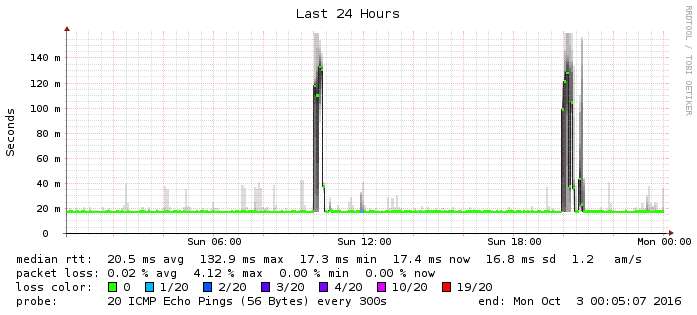 Last 24 Hours
RRDTOOL / TOBI OETIKER
Seconds
140 m
120 m
100 m
80 m
60 m
40 m
20 m
0
Sun 06:00 Sun 12:00 Sun 18:00 Mon 00:00
median rtt: 20.5 ms avg 132.9 ms max 17.3 ms min 17.4 ms now 16.8 ms sd 1.2 am/s
packet loss: 0.02 % avg 4.12 % max 0.00 % min 0.00 % now
loss color: 0 1/20 2/20 3/20 4/20 10/20 19/20
probe: 20 ICMP Echo Pings (56 Bytes) every 300s end: Mon Oct 3 00:05:07 2016